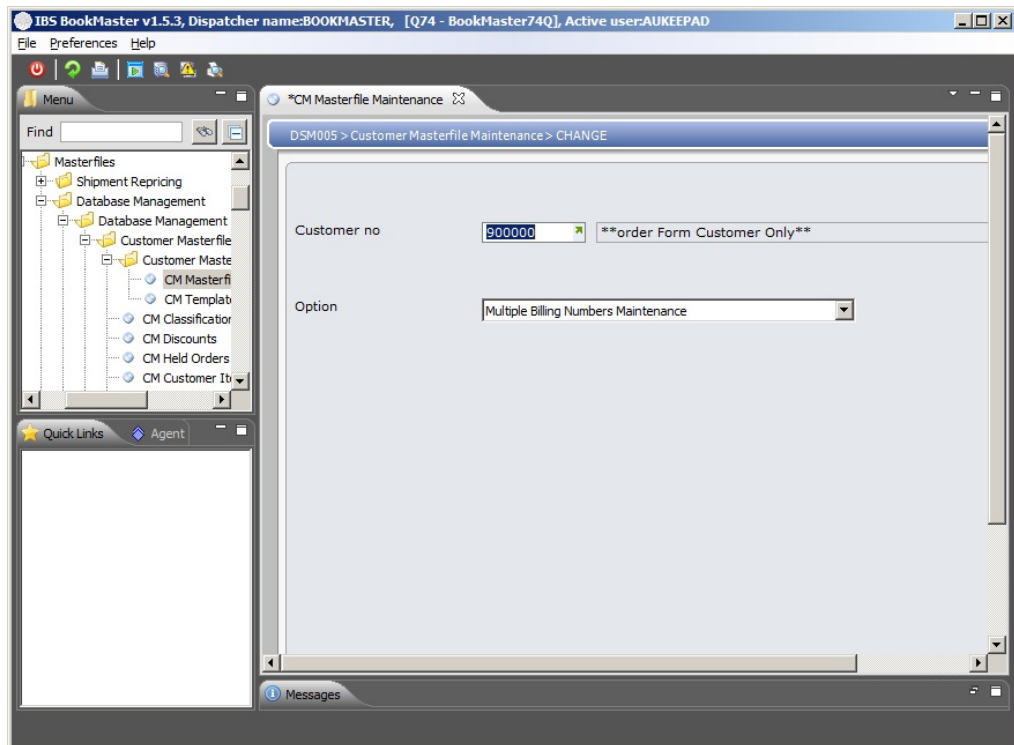 IBS BookMaster v1.5.3, Dispatcher name:BOOKMASTER, [Q74 - BookMaster74Q], Active user:AUKEEPAD
File Preferences Help
Menu
Find
Masterfiles
Shipment Repricing
Database Management
Database Management
Customer Masterfile
Customer Maste
CM Masterfi
CM Templat
CM Classification
CM Discounts
CM Held Orders
CM Customer It
Quick Links Agent
*CM Masterfile Maintenance
DSM005 > Customer Masterfile Maintenance > CHANGE
Customer no 900000 **order Form Customer Only**
Option Multiple Billing Numbers Maintenance
Messages